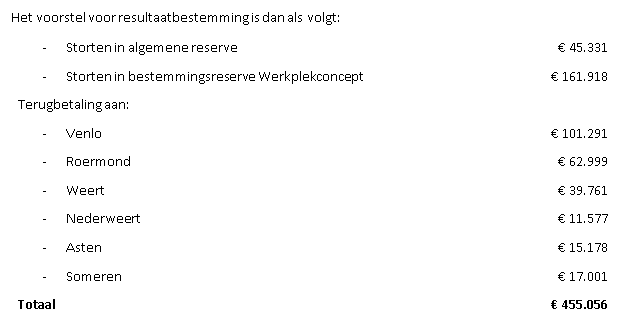 Het voorstel voor resultaatbestemming is dan als volgt:
- Storten in algemene reserve € 45.331
- Storten in bestemmingsreserve Werkplekconcept € 161.918
Terugbetaling aan:
- Venlo € 101.291
- Roermond € 62.999
- Weert € 39.761
- Nederweert € 11.577
- Asten € 15.178
- Someren € 17.001
Totaal € 455.056